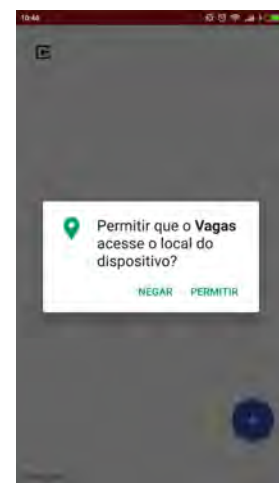 10:46
Permitir que o Vagas
acesse o local do
dispositivo?
NEGAR PERMITIR